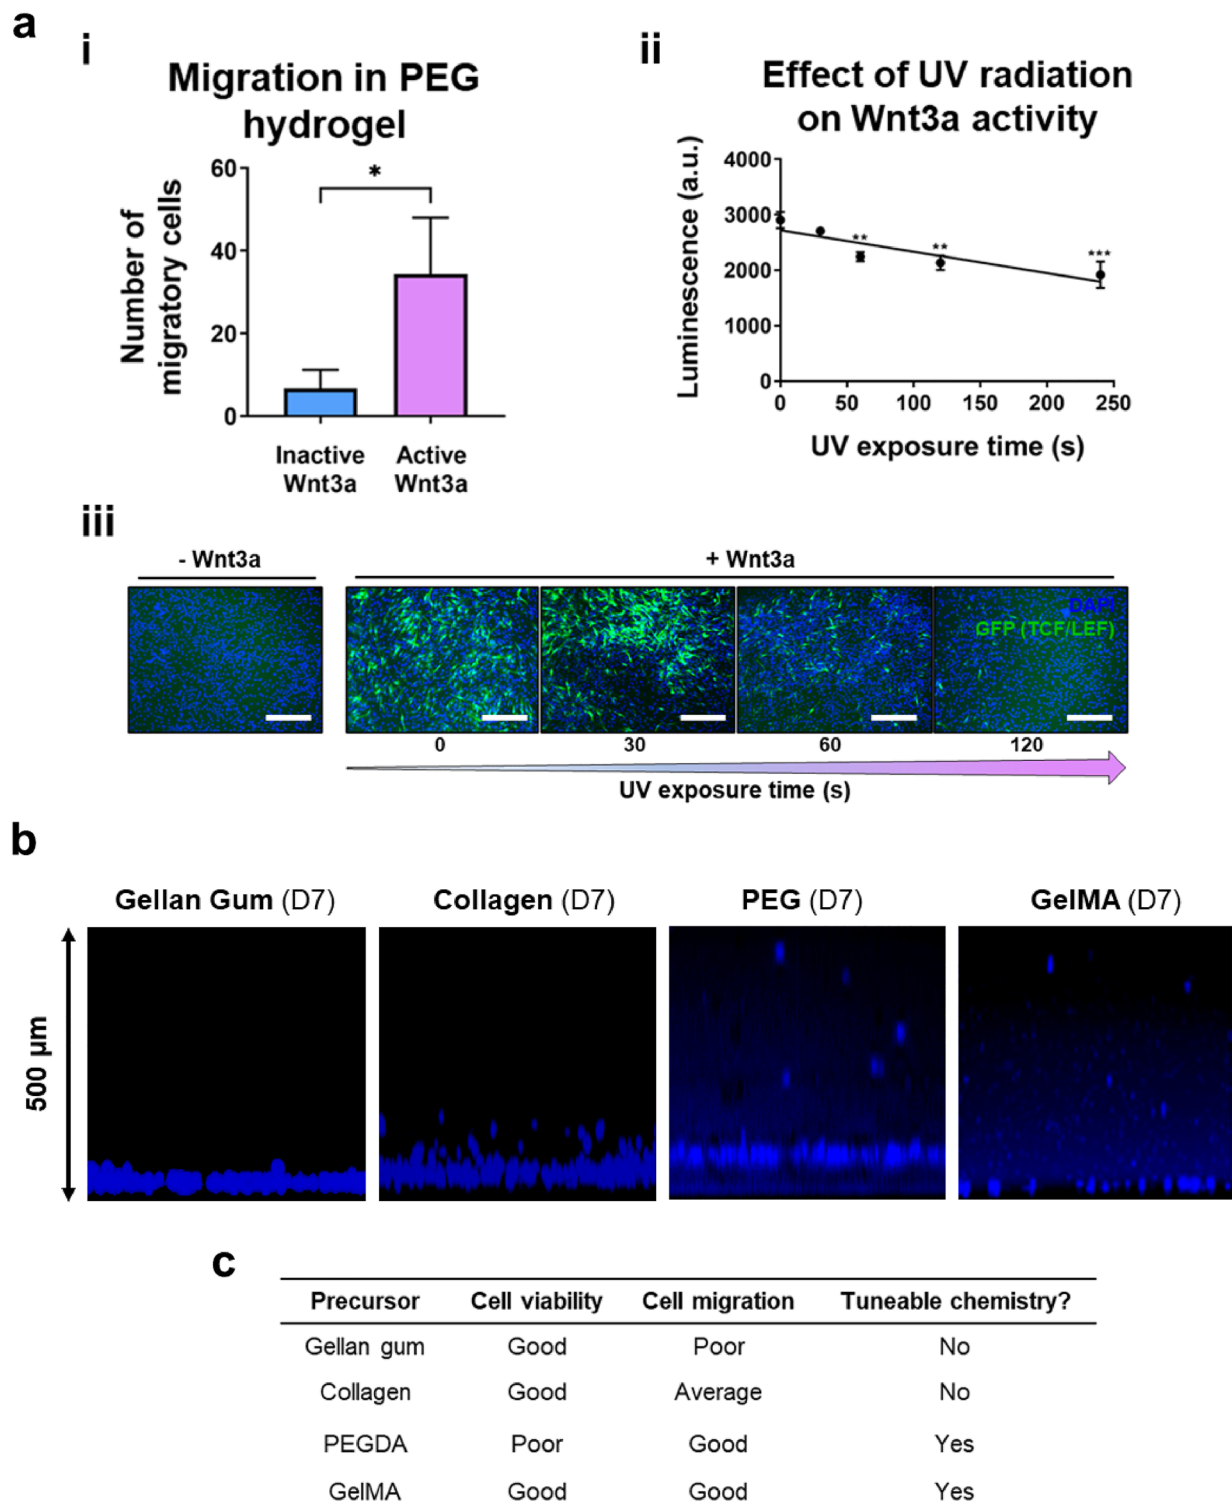 a
i
Migration in PEG
hydrogel
Number of
migratory cells
60
40
20
0
*
Inactive
Wnt3a
Active
Wnt3a
ii
Effect of UV radiation
on Wnt3a activity
Luminescence (a.u.)
4000
3000
2000
1000
0
**
**
***
0 50 100 150 200 250
UV exposure time (s)
iii
- Wnt3a
+ Wnt3a
DAPI
GFP (TCF/LEF)
0 30 60 120
UV exposure time (s)
b
Gellan Gum (D7) Collagen (D7) PEG (D7) GelMA (D7)
500 µm
c
Precursor Cell viability Cell migration Tuneable chemistry?
Gellan gum Good Poor No
Collagen Good Average No
PEGDA Poor Good Yes
GelMA Good Good Yes